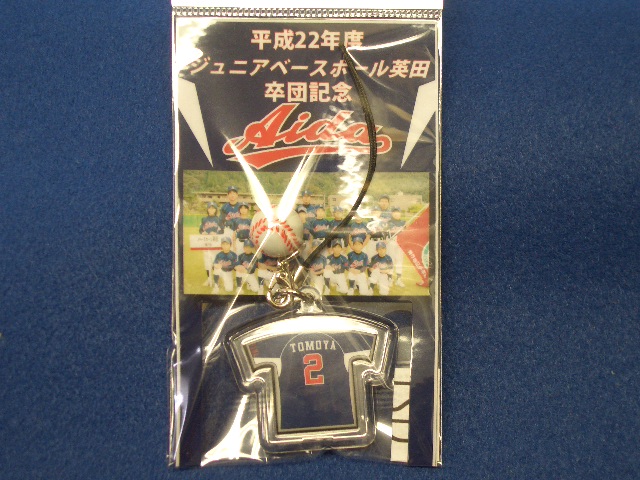 平成22年度
ジュニアベースボール英田
卒団記念
Aida
TOMOYA
2